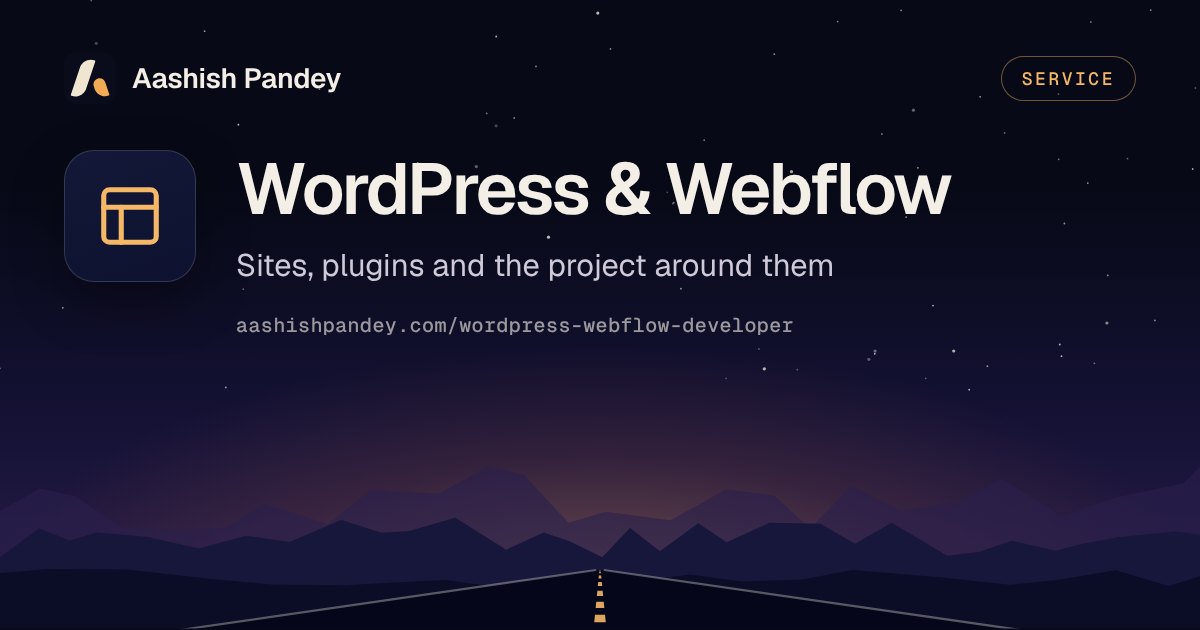 Aashish Pandey
SERVICE
WordPress & Webflow
Sites, plugins and the project around them
aashishpandey.com/wordpress-webflow-developer